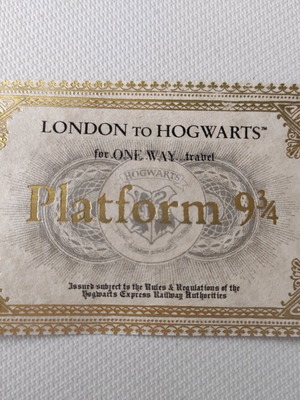 LONDON TO HOGWARTS™
for ONE WAY travel
HOGWARTS
Platform 9¾
Issued subject to the Rules & Regulations of the
Hogwarts Express Railway Authorities